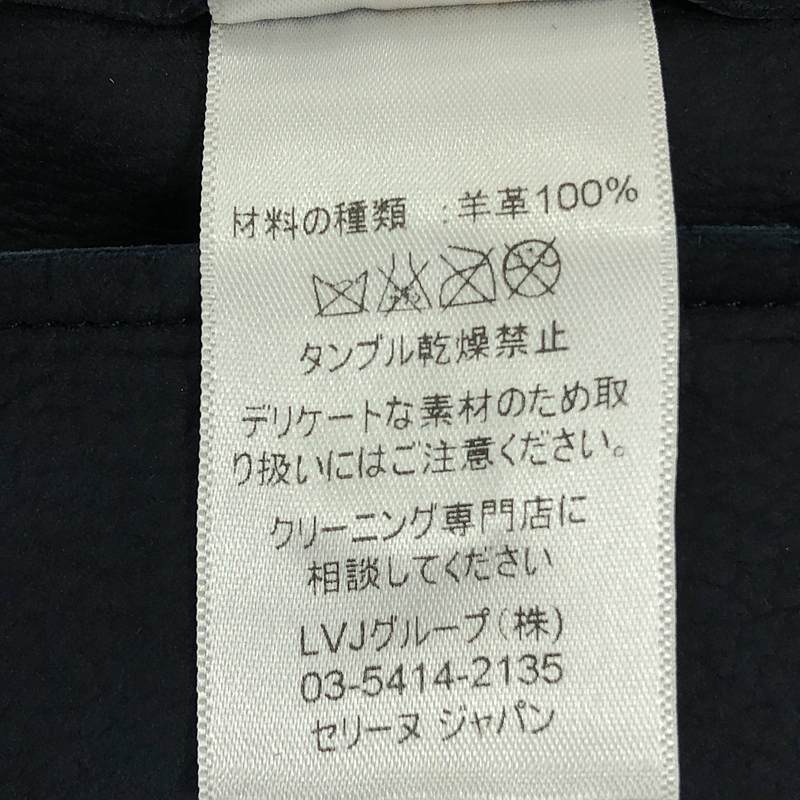 材料の種類 :羊革100%
タンブル乾燥禁止
デリケートな素材のため取
り扱いにはご注意ください。
クリーニング専門店に
相談してください
LVJグループ(株)
03-5414-2135
セリーヌ ジャパン